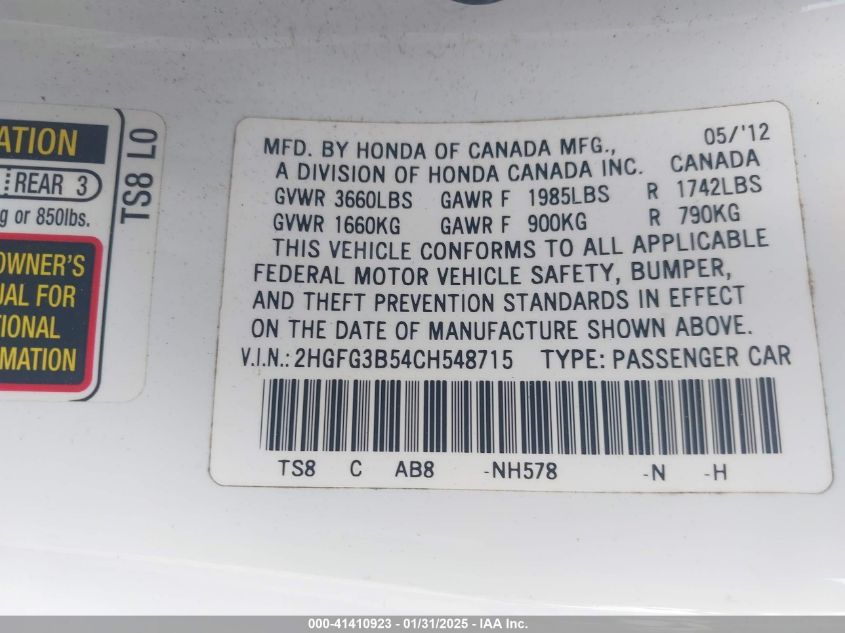 ATION
REAR 3
g or 850lbs.
OWNER'S
UAL FOR
TIONAL
RMATION
TS8 L0
05/'12
MFD. BY HONDA OF CANADA MFG.,
A DIVISION OF HONDA CANADA INC. CANADA
GVWR 3660LBS GAWR F 1985LBS R 1742LBS
GVWR 1660KG GAWR F 900KG R 790KG
THIS VEHICLE CONFORMS TO ALL APPLICABLE
FEDERAL MOTOR VEHICLE SAFETY, BUMPER,
AND THEFT PREVENTION STANDARDS IN EFFECT
ON THE DATE OF MANUFACTURE SHOWN ABOVE.
V.I.N.: 2HGFG3B54CH548715 TYPE: PASSENGER CAR
TS8 C AB8 -NH578 -N -H
000-41410923 - 01/31/2025 - IAA Inc.